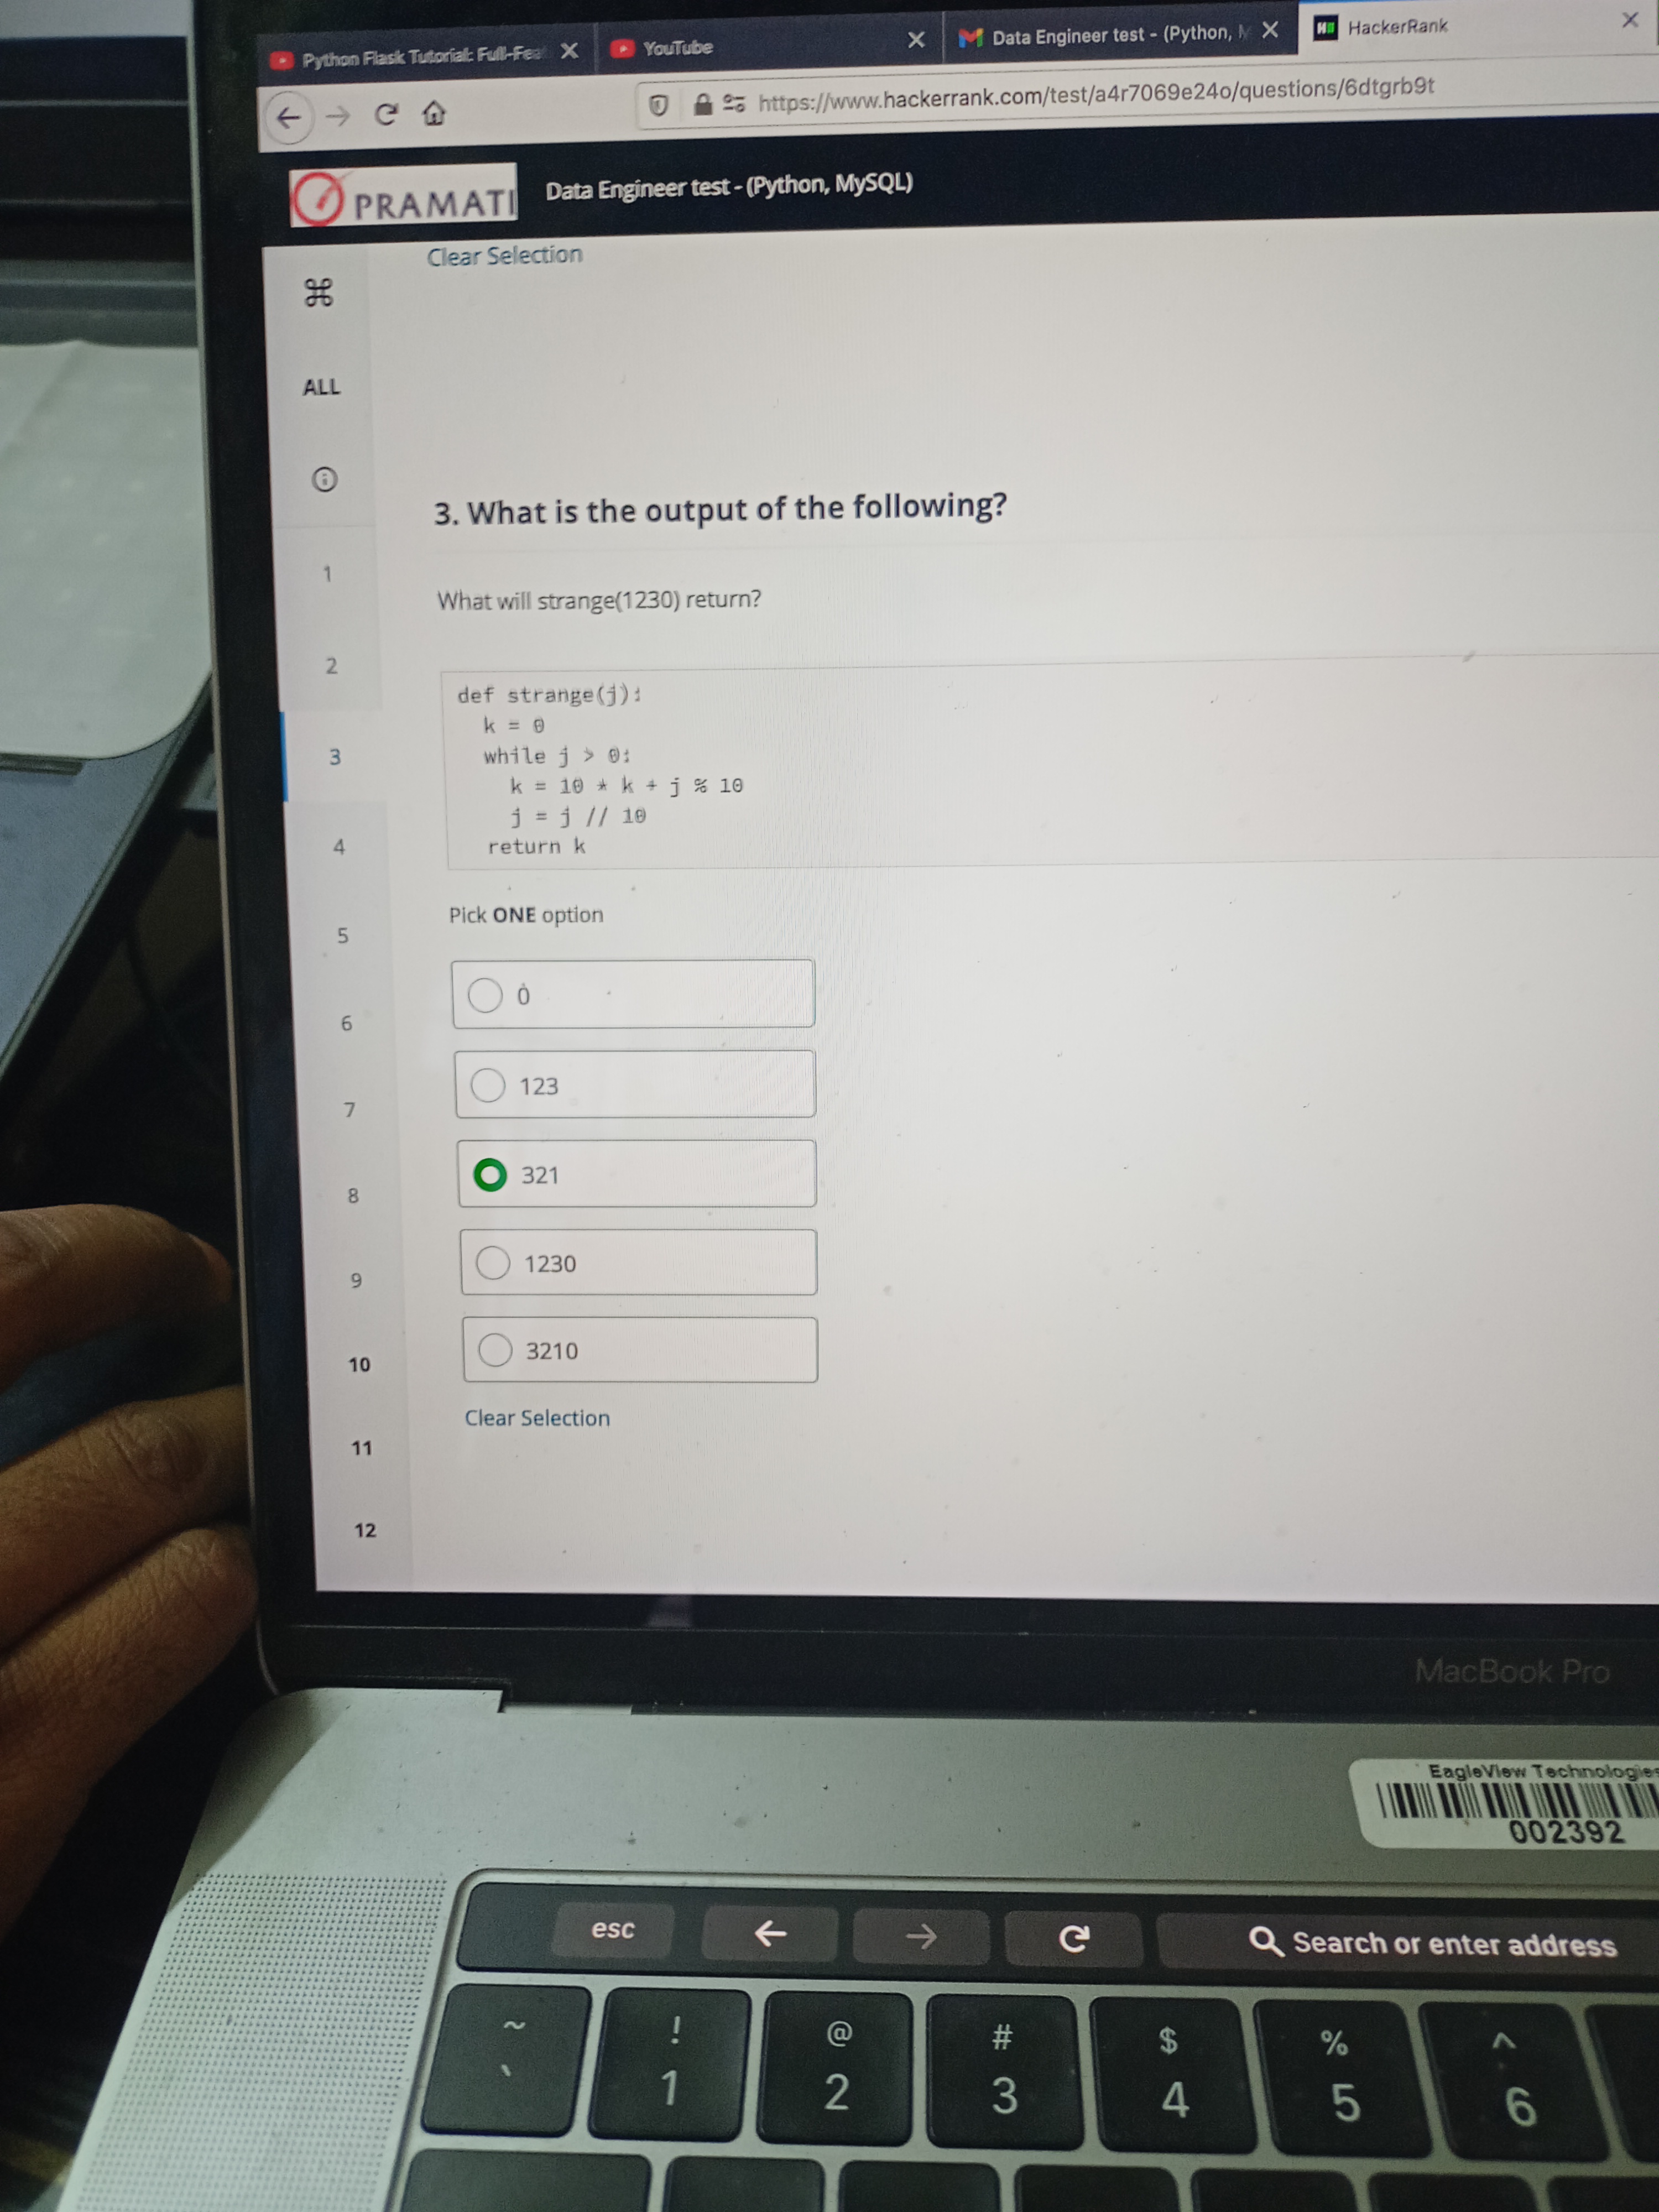 Python Flask Tutorial: Full-Fea
YouTube
Data Engineer test - (Python, M
HackerRank
https://www.hackerrank.com/test/a4r7069e24o/questions/6dtgrb9t
PRAMATI
Data Engineer test - (Python, MySQL)
Clear Selection
ALL
3. What is the output of the following?
1
What will strange(1230) return?
2
def strange(j):
k = 0
3
while j > 0:
k = 10 * k + j % 10
j = j // 10
4
return k
Pick ONE option
5
0
6
123
7
321
8
1230
9
3210
10
Clear Selection
11
12
MacBook Pro
EagleView Technologies
002392
esc
Search or enter address
~ ! @ # $ % ^
` 1 2 3 4 5 6